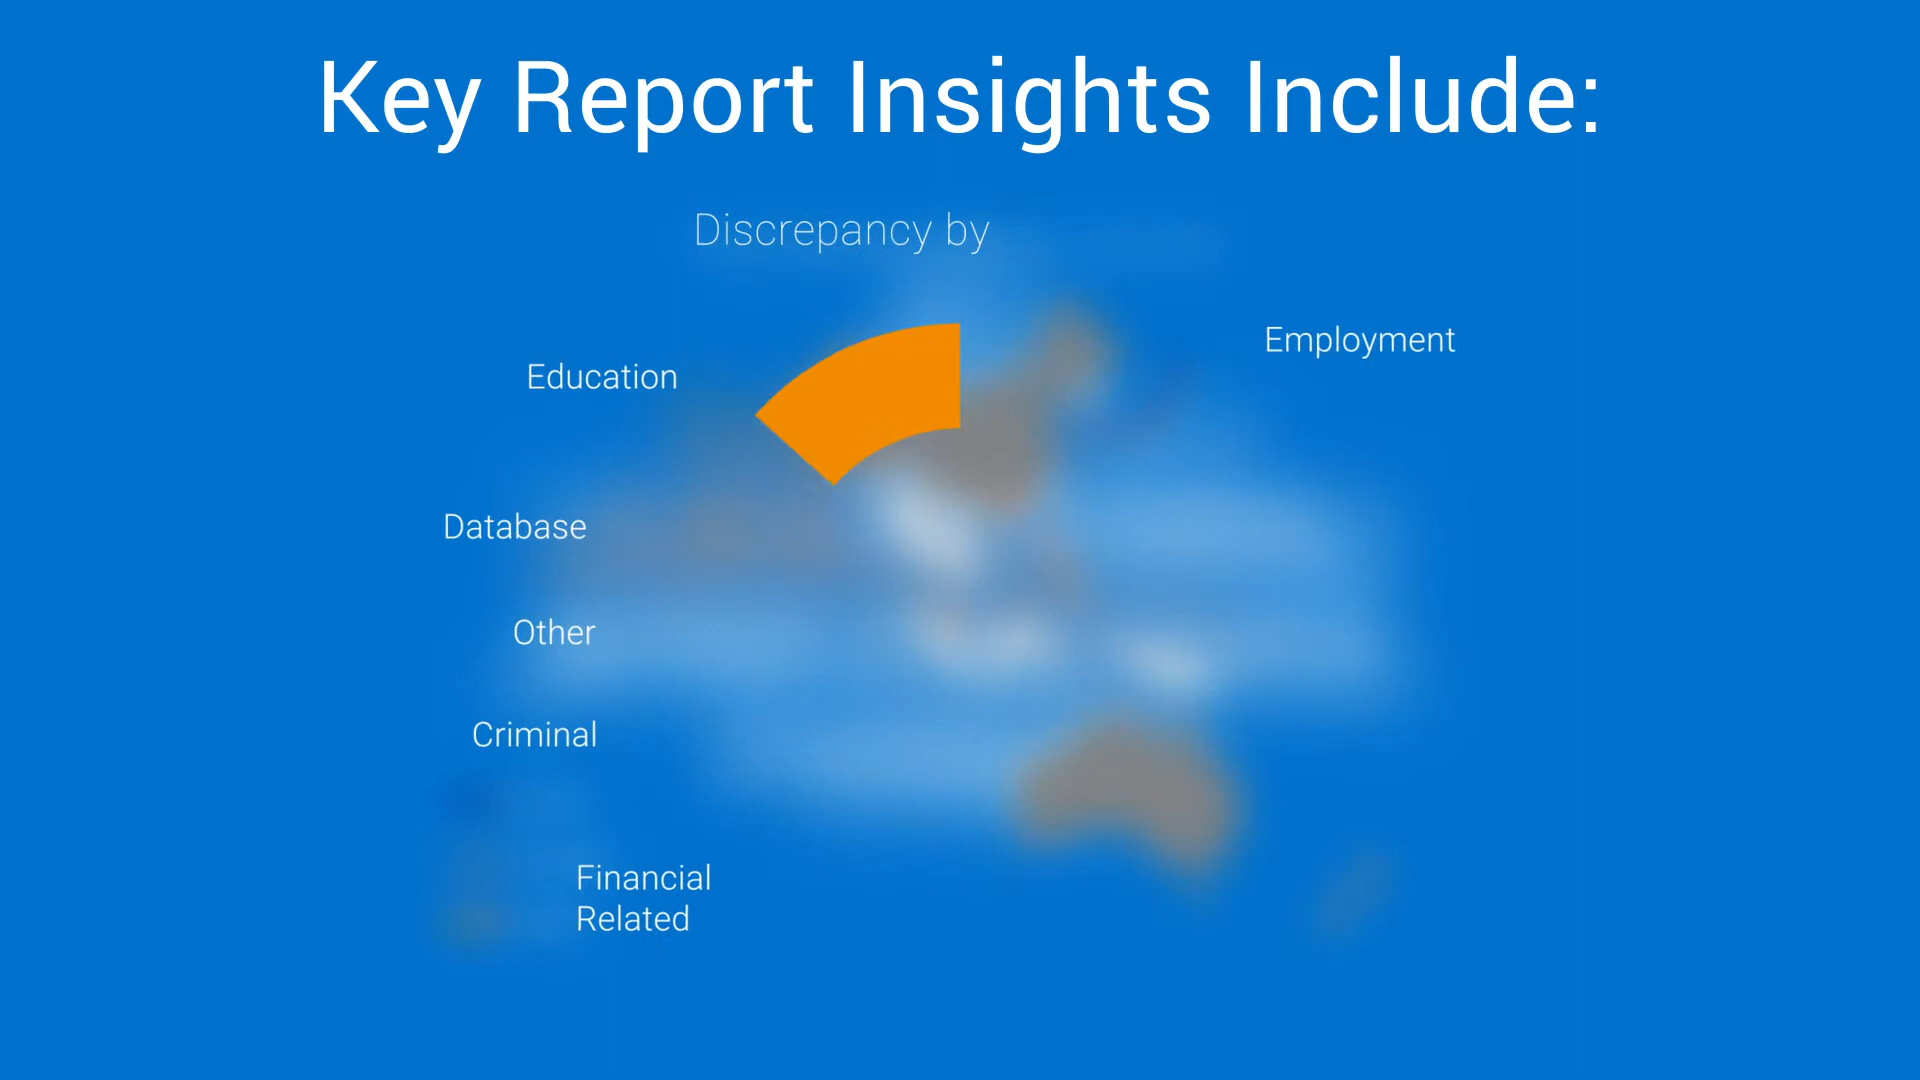 Key Report Insights Include:
Discrepancy by
Employment
Education
Database
Other
Criminal
Financial
Related